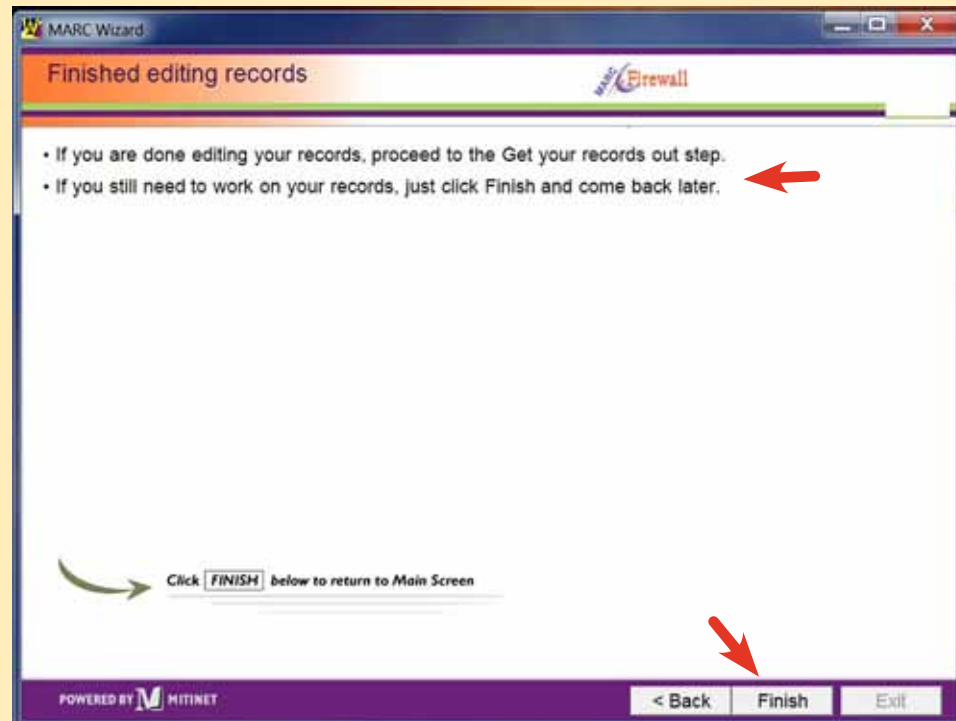 MARC Wizard
Finished editing records
MARC Firewall
• If you are done editing your records, proceed to the Get your records out step.
• If you still need to work on your records, just click Finish and come back later.
Click FINISH below to return to Main Screen
POWERED BY MITINET
< Back Finish Exit